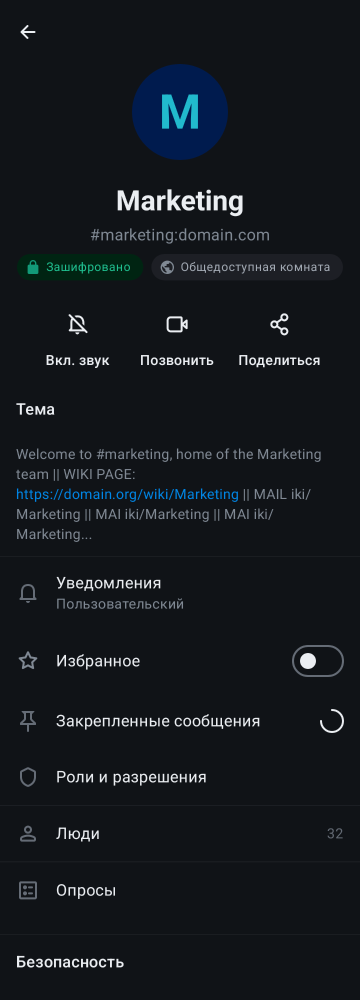 M
Marketing
#marketing:domain.com
Зашифровано
Общедоступная комната
Вкл. звук
Позвонить
Поделиться
Тема
Welcome to #marketing, home of the Marketing
team || WIKI PAGE:
https://domain.org/wiki/Marketing || MAIL iki/
Marketing || MAI iki/Marketing || MAI iki/
Marketing...
Уведомления
Пользовательский
Избранное
Закрепленные сообщения
Роли и разрешения
Люди
32
Опросы
Безопасность